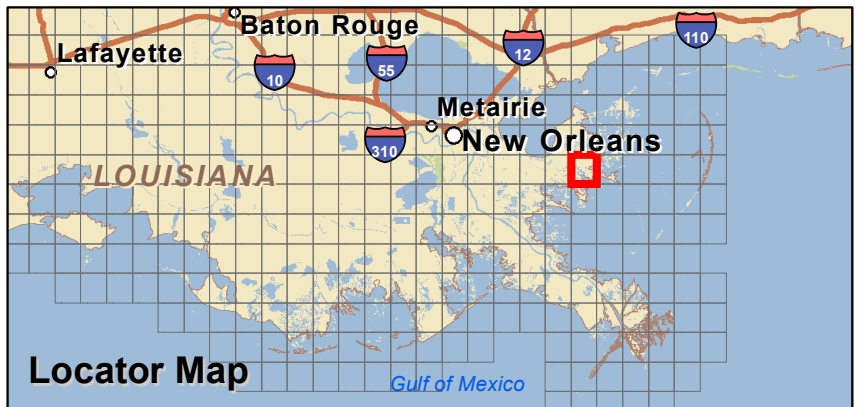 Baton Rouge
110
Lafayette
12
55
10
Metairie
New Orleans
310
LOUISIANA
Locator Map
Gulf of Mexico